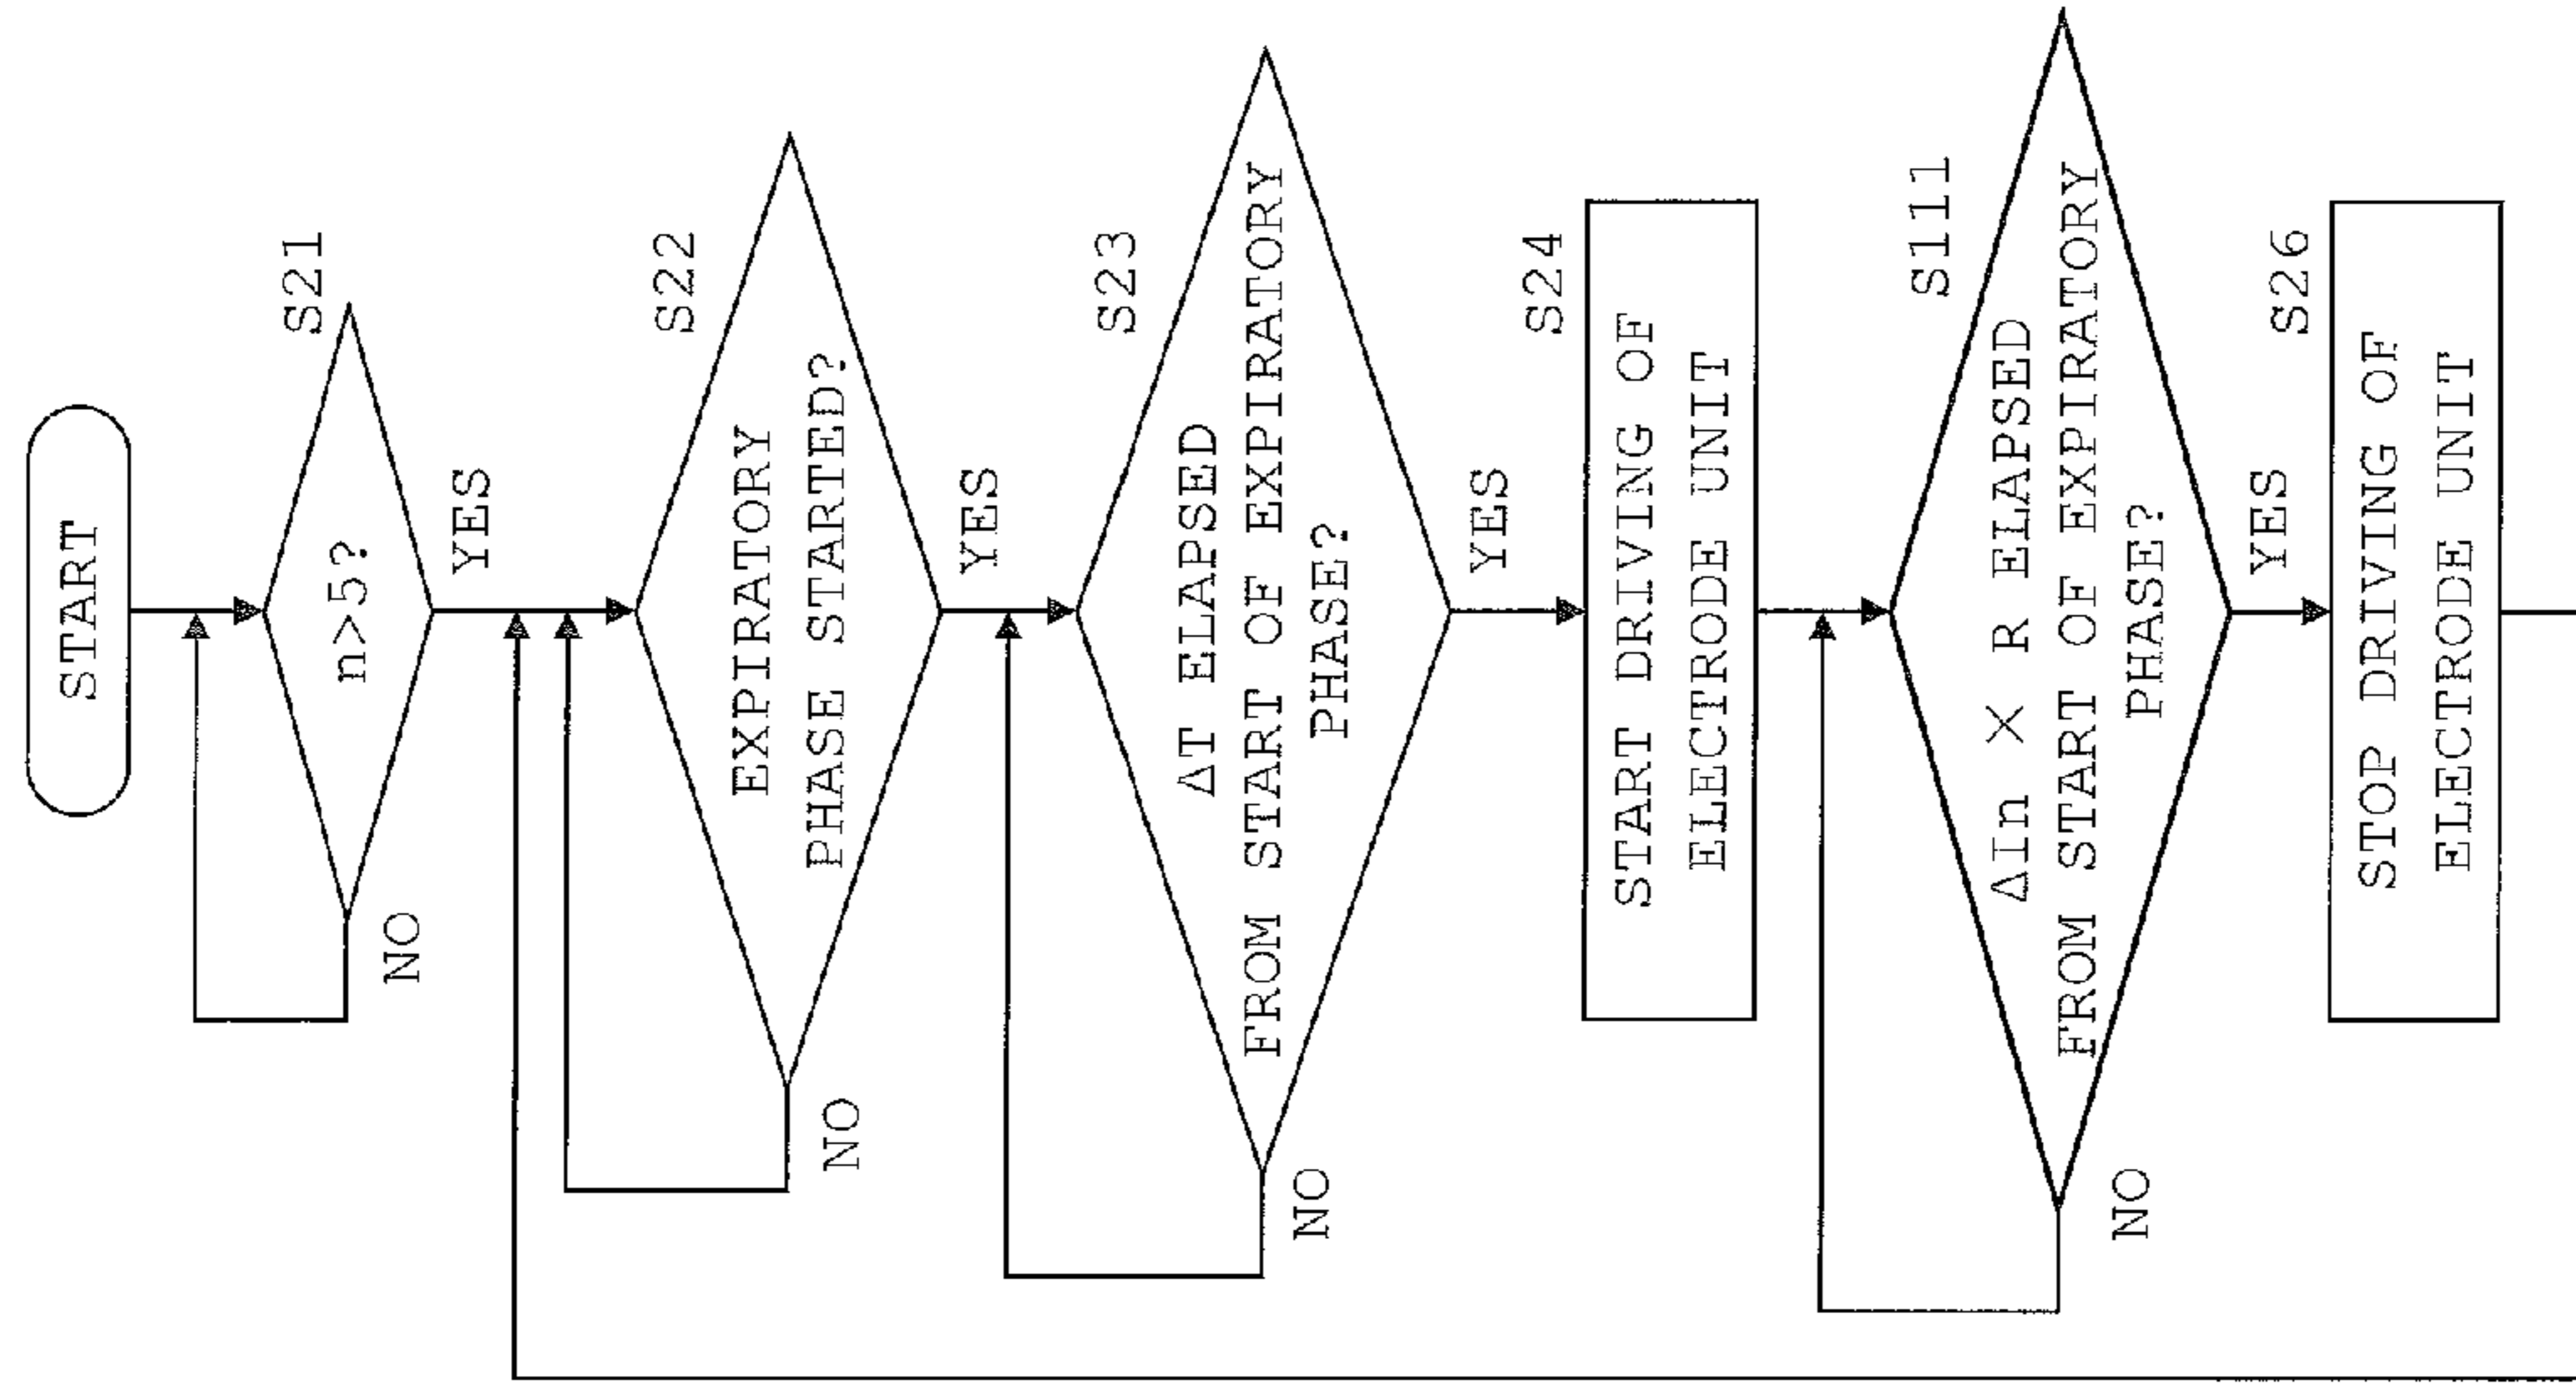 START
S21
n>5?
NO
YES
S22
EXPIRATORY
PHASE STARTED?
NO
YES
S23
ΔT ELAPSED
FROM START OF EXPIRATORY
PHASE?
NO
YES
S24
START DRIVING OF
ELECTRODE UNIT
S111
ΔIn × R ELAPSED
FROM START OF EXPIRATORY
PHASE?
NO
YES
S26
STOP DRIVING OF
ELECTRODE UNIT